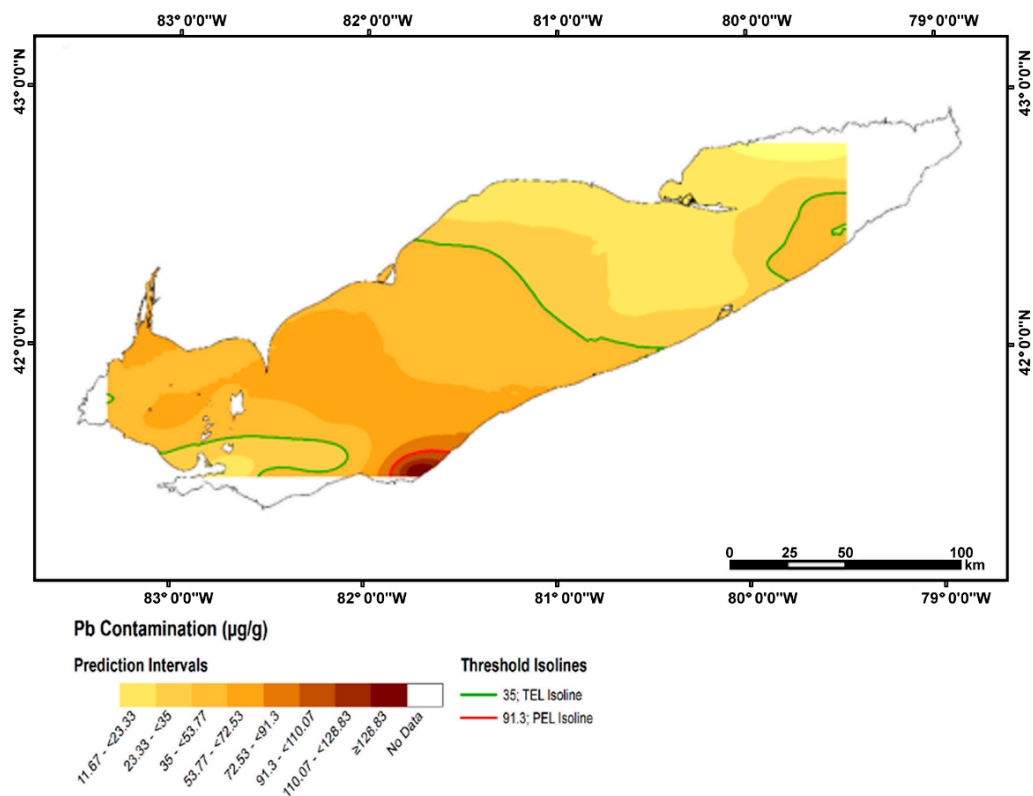 83° 0'0"W 82° 0'0"W 81° 0'0"W 80° 0'0"W 79° 0'0"W
43° 0'0"N 43° 0'0"N
42° 0'0"N 42° 0'0"N
0 25 50 100
km
83° 0'0"W 82° 0'0"W 81° 0'0"W 80° 0'0"W 79° 0'0"W
Pb Contamination (µg/g)
Prediction Intervals
11.67 - <23.33
23.33 - <35
35 - <53.77
53.77 - <72.53
72.53 - <91.3
91.3 - <110.07
110.07 - <128.83
≥128.83
No Data
Threshold Isolines
35; TEL Isoline
91.3; PEL Isoline